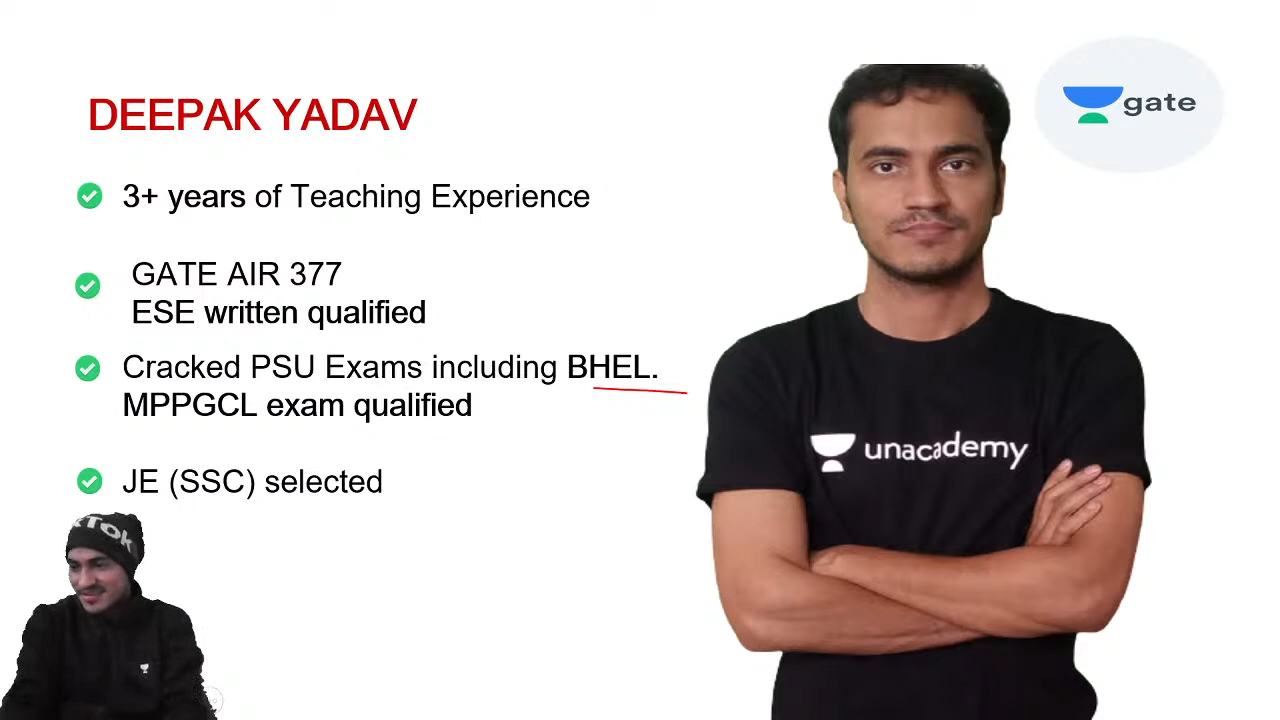 DEEPAK YADAV
gate
3+ years of Teaching Experience
GATE AIR 377
ESE written qualified
Cracked PSU Exams including BHEL.
MPPGCL exam qualified
unacademy
JE (SSC) selected